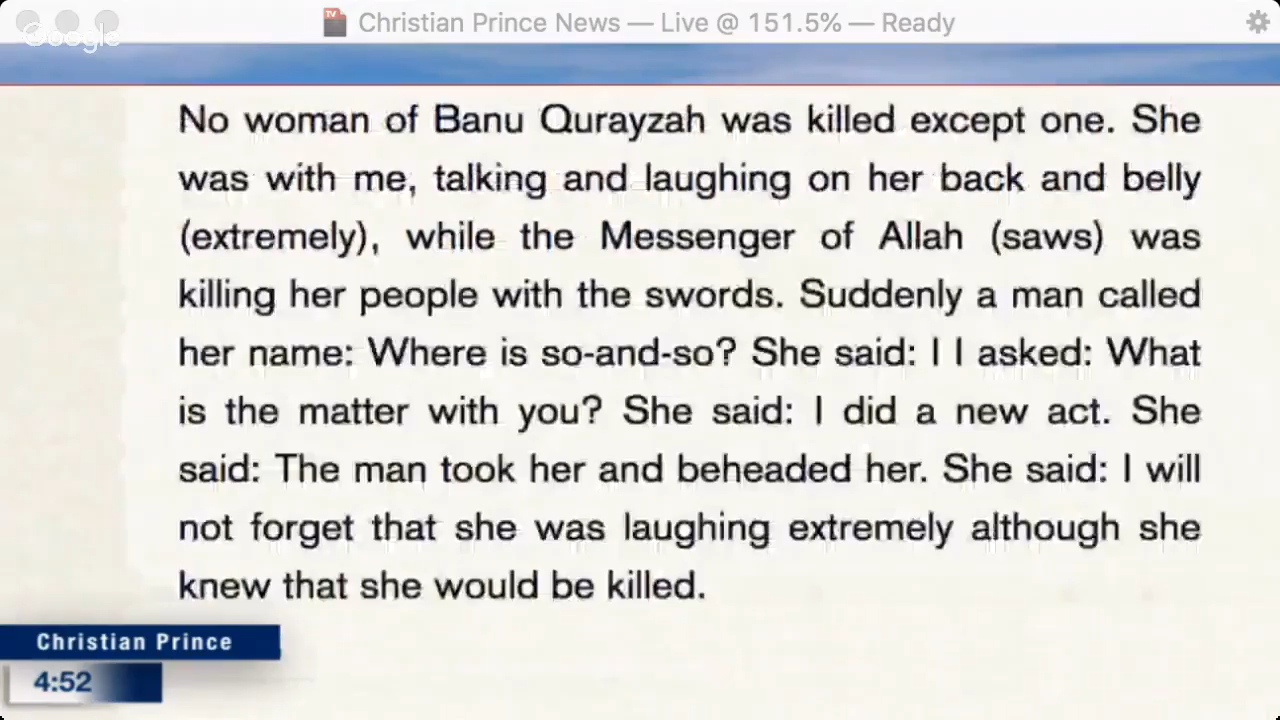 Christian Prince News — Live @ 151.5% — Ready
Google
No woman of Banu Qurayzah was killed except one. She
was with me, talking and laughing on her back and belly
(extremely), while the Messenger of Allah (saws) was
killing her people with the swords. Suddenly a man called
her name: Where is so-and-so? She said: I I asked: What
is the matter with you? She said: I did a new act. She
said: The man took her and beheaded her. She said: I will
not forget that she was laughing extremely although she
knew that she would be killed.
Christian Prince
4:52